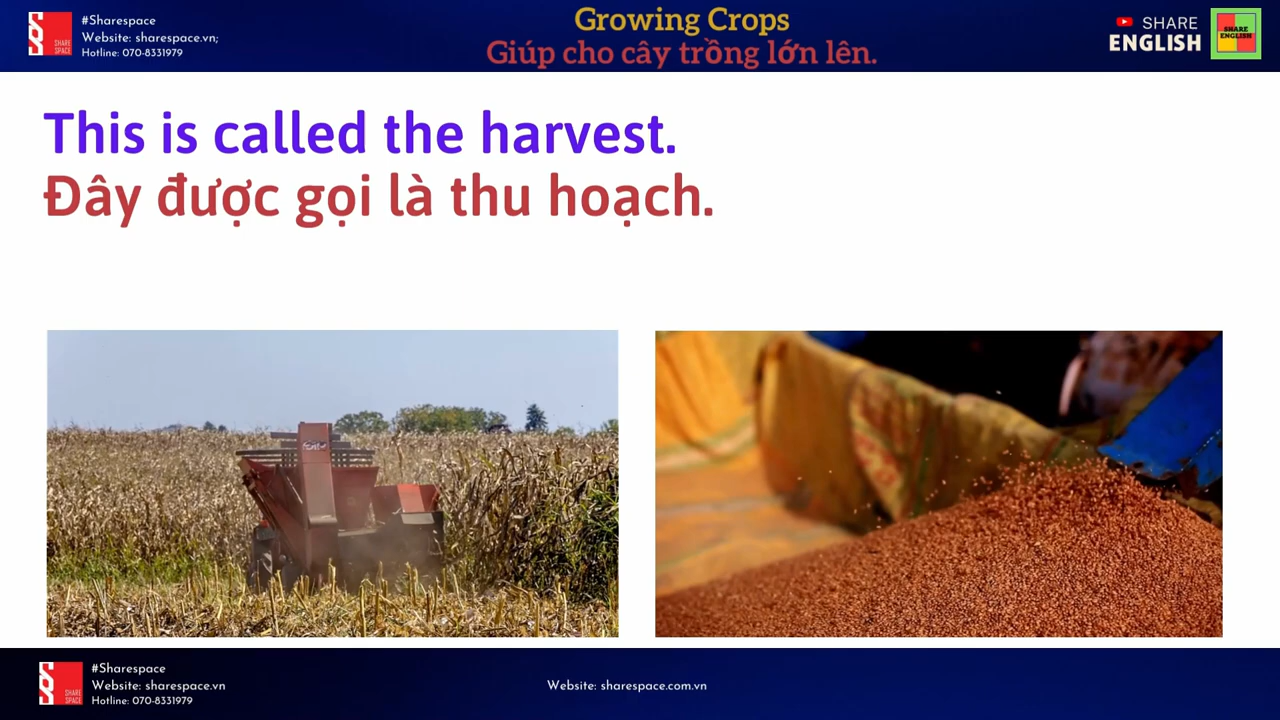 #Sharespace
Website: sharespace.vn;
Hotline: 070-8331979
SHARE
SPACE
Growing Crops
Giúp cho cây trồng lớn lên.
SHARE
ENGLISH
SHARE
ENGLISH
This is called the harvest.
Đây được gọi là thu hoạch.
#Sharespace
Website: sharespace.vn
Hotline: 070-8331979
SHARE
SPACE
Website: sharespace.com.vn